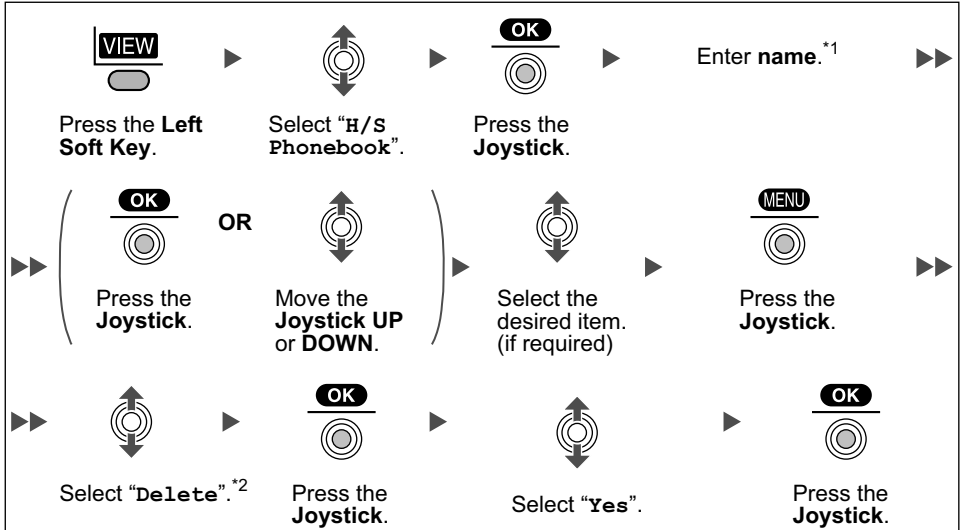 VIEW
Press the Left
Soft Key.
Select “H/S
Phonebook”.
OK
Press the
Joystick.
Enter name.*1
OK
Press the
Joystick.
OR
Move the
Joystick UP
or DOWN.
Select the
desired item.
(if required)
MENU
Press the
Joystick.
Select “Delete”.*2
OK
Press the
Joystick.
Select “Yes”.
OK
Press the
Joystick.